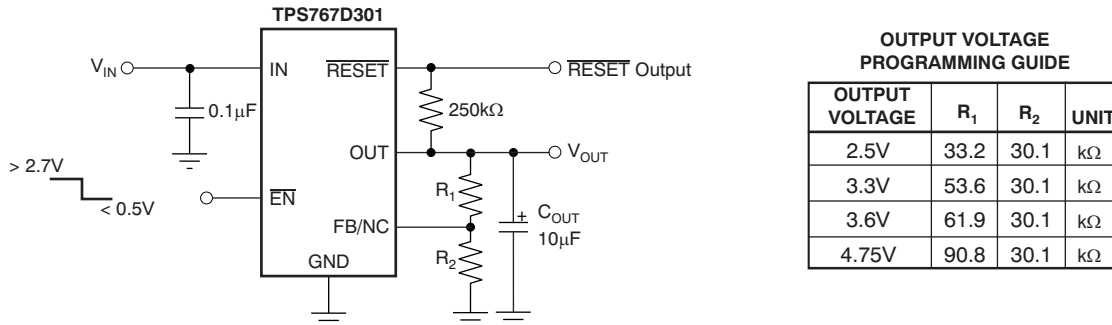 TPS767D301
V_IN
IN
RESET
RESET Output
0.1μF
250kΩ
OUT
V_OUT
> 2.7V
< 0.5V
EN
R_1
FB/NC
+
C_OUT
10μF
R_2
GND
OUTPUT VOLTAGE
PROGRAMMING GUIDE
OUTPUT VOLTAGE R_1 R_2 UNIT
2.5V 33.2 30.1 kΩ
3.3V 53.6 30.1 kΩ
3.6V 61.9 30.1 kΩ
4.75V 90.8 30.1 kΩ